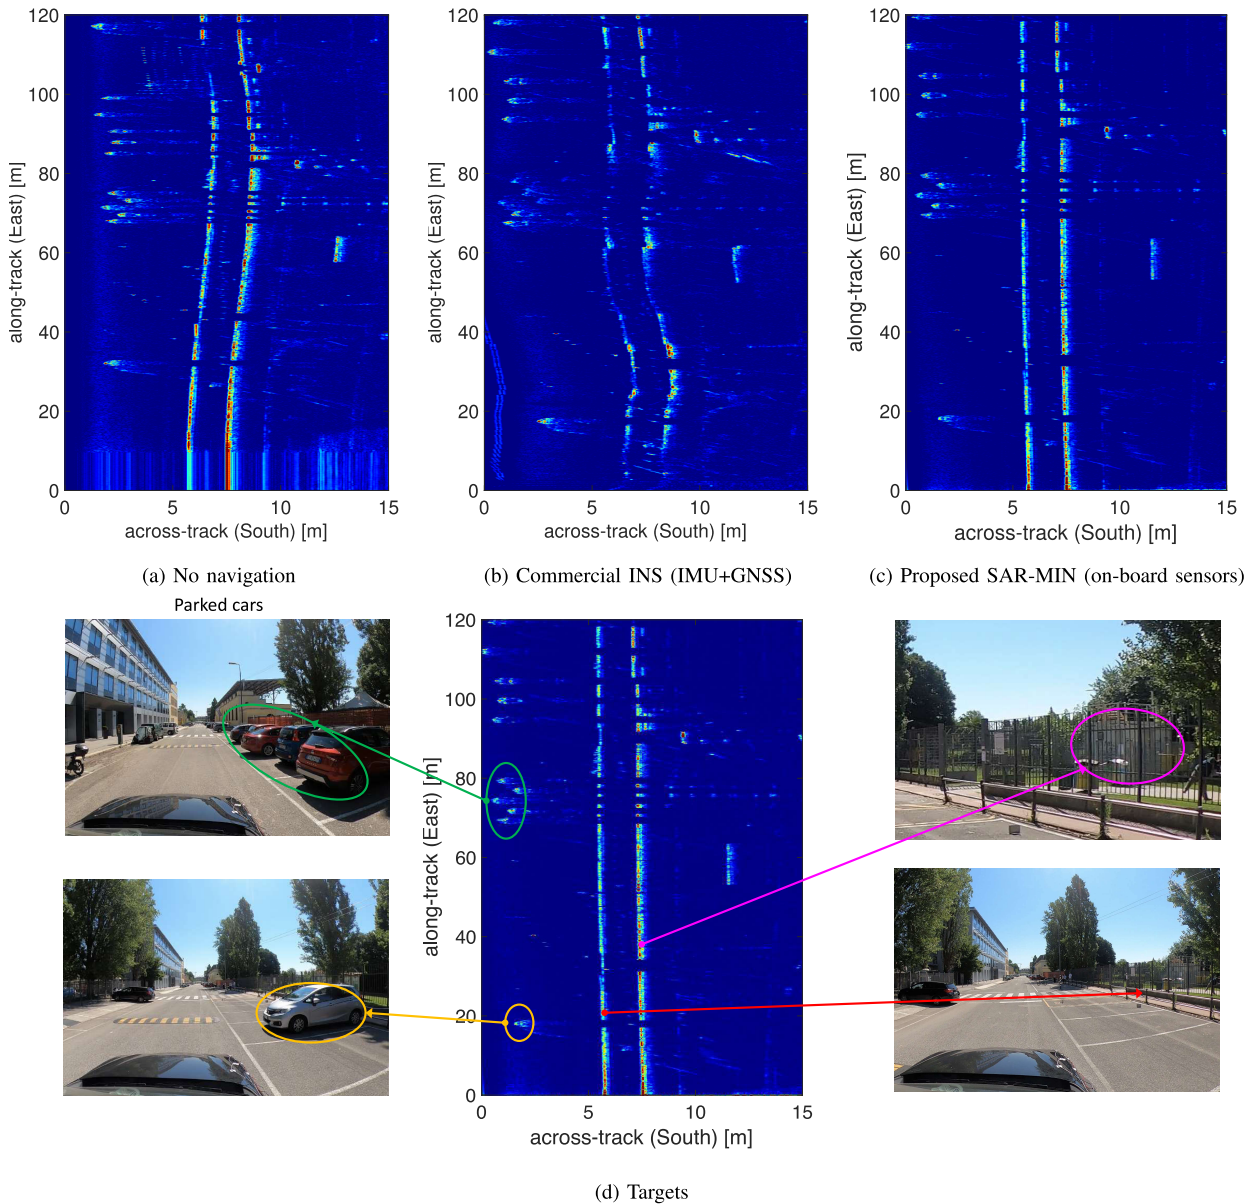 120
100
80
60
40
20
0
0 5 10 15
along-track (East) [m]
across-track (South) [m]
(a) No navigation
120
100
80
60
40
20
0
0 5 10 15
along-track (East) [m]
across-track (South) [m]
(b) Commercial INS (IMU+GNSS)
120
100
80
60
40
20
0
0 5 10 15
along-track (East) [m]
across-track (South) [m]
(c) Proposed SAR-MIN (on-board sensors)
Parked cars
120
100
80
60
40
20
0
0 5 10 15
along-track (East) [m]
across-track (South) [m]
(d) Targets